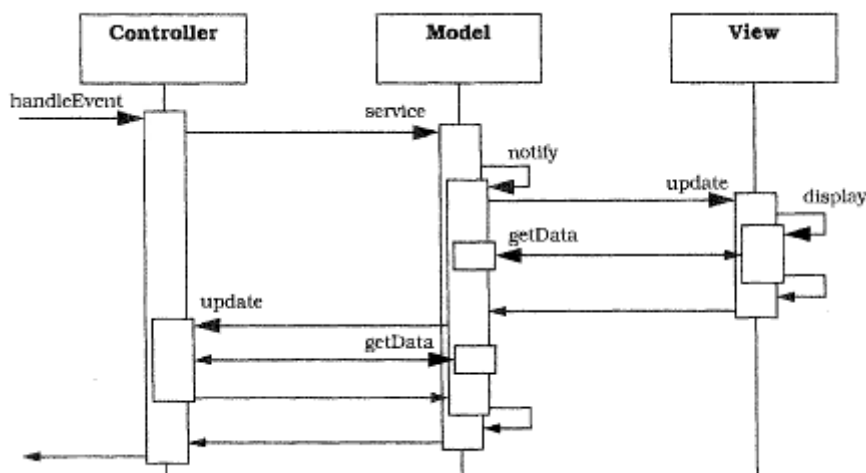 Controller
Model
View
handleEvent
service
notify
update
display
getData
update
getData